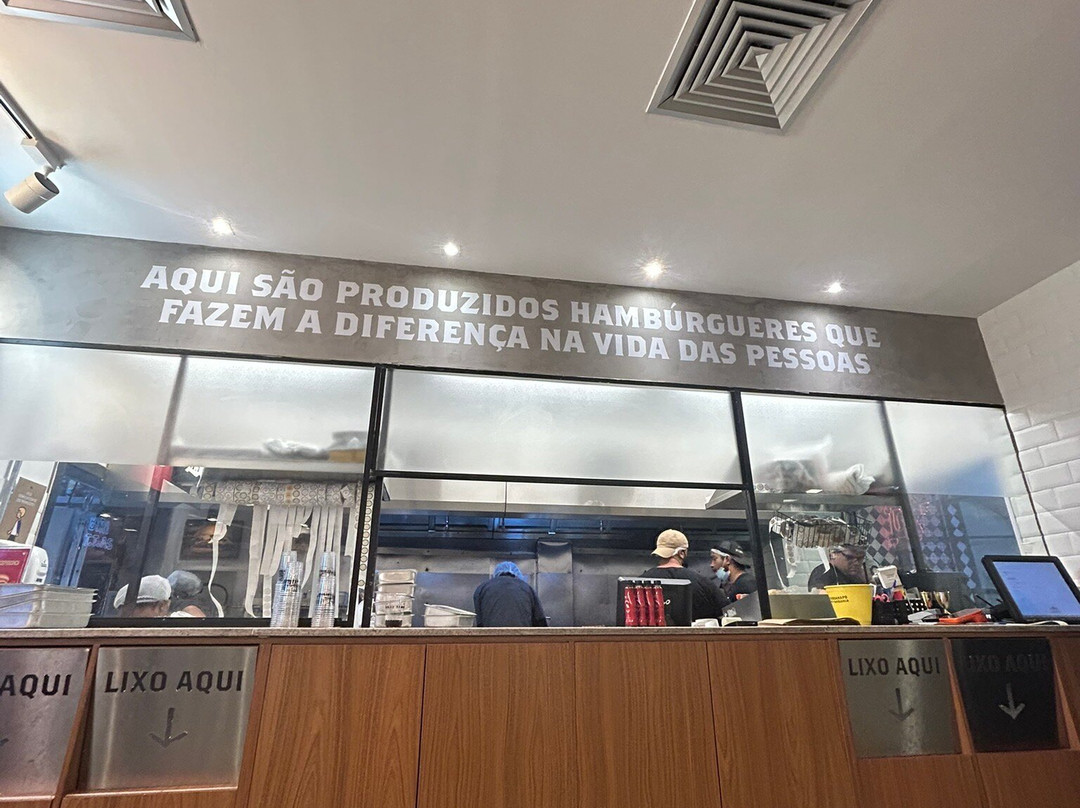 AQUI SÃO PRODUZIDOS HAMBÚRGUERES QUE
FAZEM A DIFERENÇA NA VIDA DAS PESSOAS
AQUI
LIXO AQUI
LIXO AQUI
LIXO AQUI